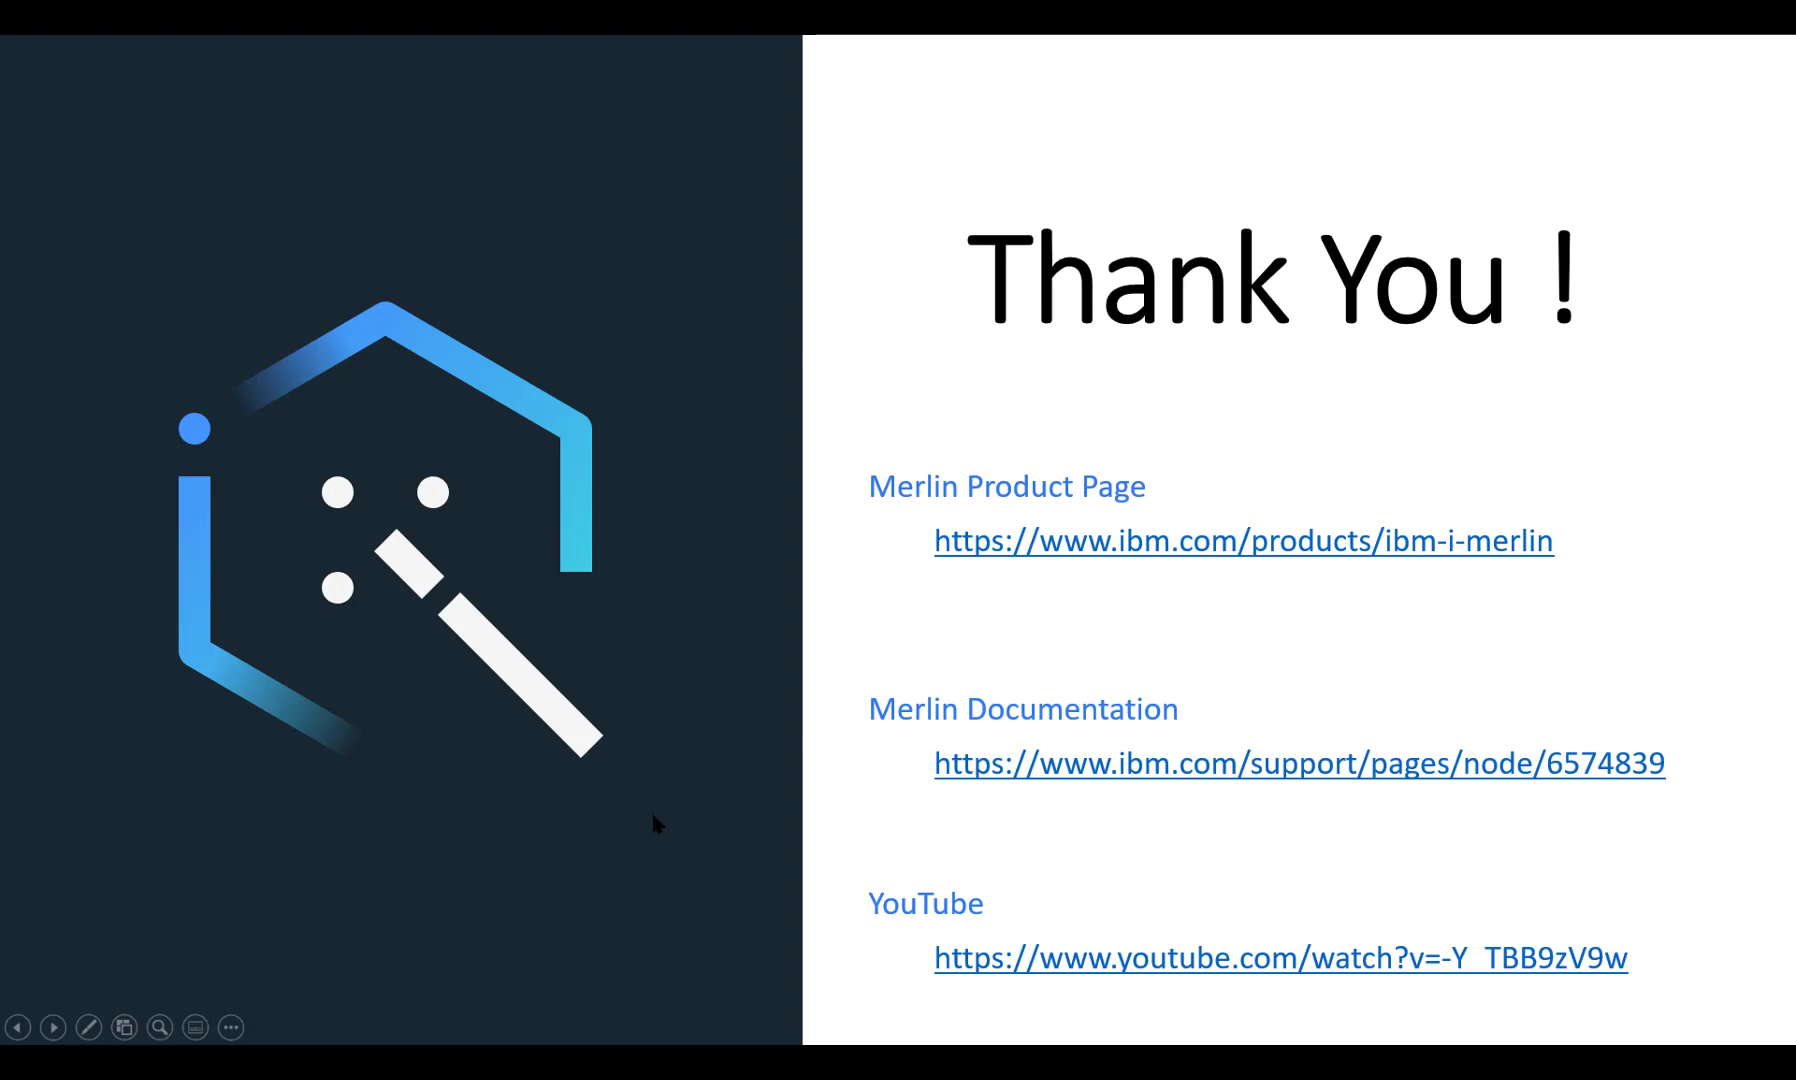 Thank You !
Merlin Product Page
https://www.ibm.com/products/ibm-i-merlin
Merlin Documentation
https://www.ibm.com/support/pages/node/6574839
YouTube
https://www.youtube.com/watch?v=-Y_TBB9zV9w